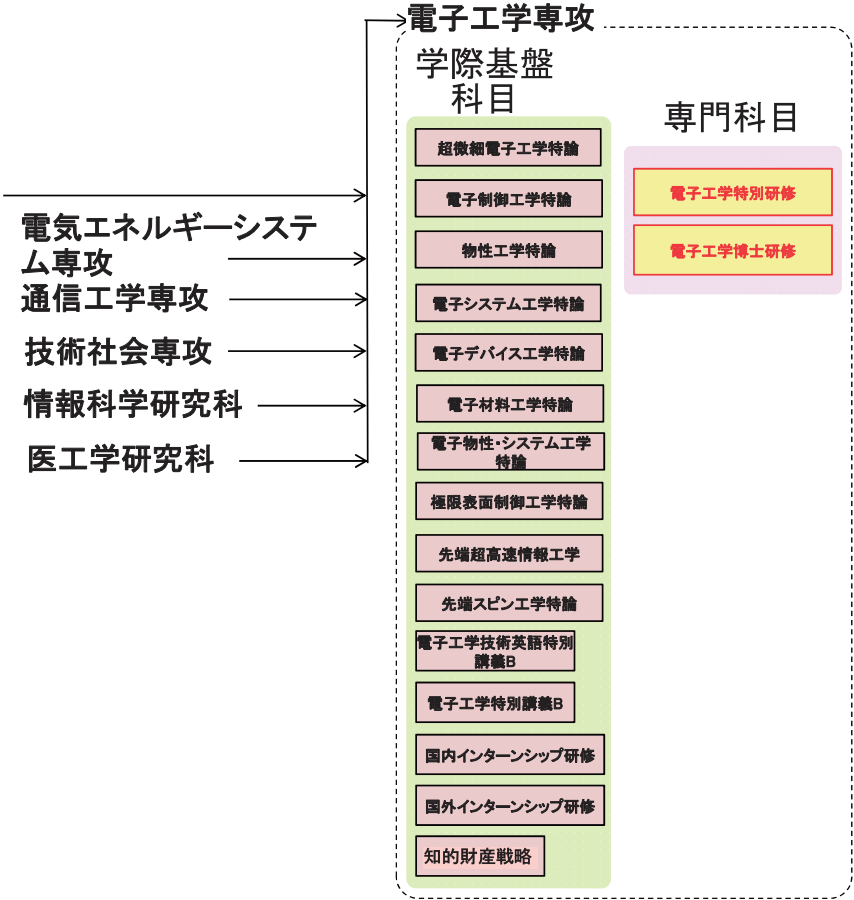 電子工学専攻
学際基盤
科目
超微細電子工学特論
電子制御工学特論
物性工学特論
電子システム工学特論
電子デバイス工学特論
電子材料工学特論
電子物性・システム工学
特論
極限表面制御工学特論
先端超高速情報工学
先端スピン工学特論
電子工学技術英語特別
講義B
電子工学特別講義B
国内インターンシップ研修
国外インターンシップ研修
知的財産戦略
専門科目
電子工学特別研修
電子工学博士研修
電気エネルギーシステ
ム専攻
通信工学専攻
技術社会専攻
情報科学研究科
医工学研究科